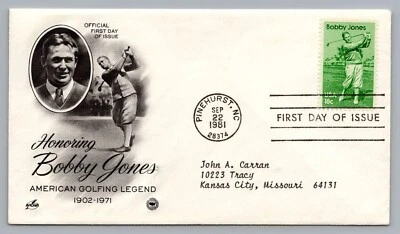 OFFICIAL
FIRST DAY
OF ISSUE
Honoring
Bobby Jones
AMERICAN GOLFING LEGEND
1902-1971
PINEHURST, NC
SEP
22
1981
28374
Bobby Jones
USA
18c
FIRST DAY OF ISSUE
John A. Carran
10223 Tracy
Kansas City, Missouri 64131